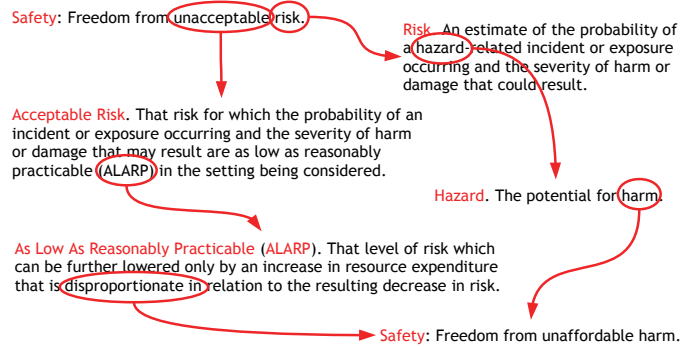 Safety: Freedom from unacceptable risk.
Risk. An estimate of the probability of
a hazard-related incident or exposure
occurring and the severity of harm or
damage that could result.
Acceptable Risk. That risk for which the probability of an
incident or exposure occurring and the severity of harm
or damage that may result are as low as reasonably
practicable (ALARP) in the setting being considered.
Hazard. The potential for harm.
As Low As Reasonably Practicable (ALARP). That level of risk which
can be further lowered only by an increase in resource expenditure
that is disproportionate in relation to the resulting decrease in risk.
Safety: Freedom from unaffordable harm.